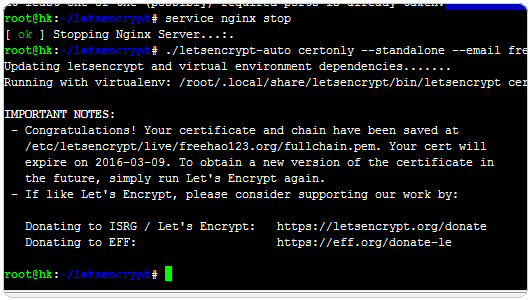 root@hk:~/letsencrypt# service nginx stop
[ ok ] Stopping Nginx Server...:.
root@hk:~/letsencrypt# ./letsencrypt-auto certonly --standalone --email fre
Updating letsencrypt and virtual environment dependencies.......
Running with virtualenv: /root/.local/share/letsencrypt/bin/letsencrypt cer
IMPORTANT NOTES:
- Congratulations! Your certificate and chain have been saved at
/etc/letsencrypt/live/freehao123.org/fullchain.pem. Your cert will
expire on 2016-03-09. To obtain a new version of the certificate in
the future, simply run Let's Encrypt again.
- If like Let's Encrypt, please consider supporting our work by:
Donating to ISRG / Let's Encrypt: https://letsencrypt.org/donate
Donating to EFF: https://eff.org/donate-le
root@hk:~/letsencrypt#